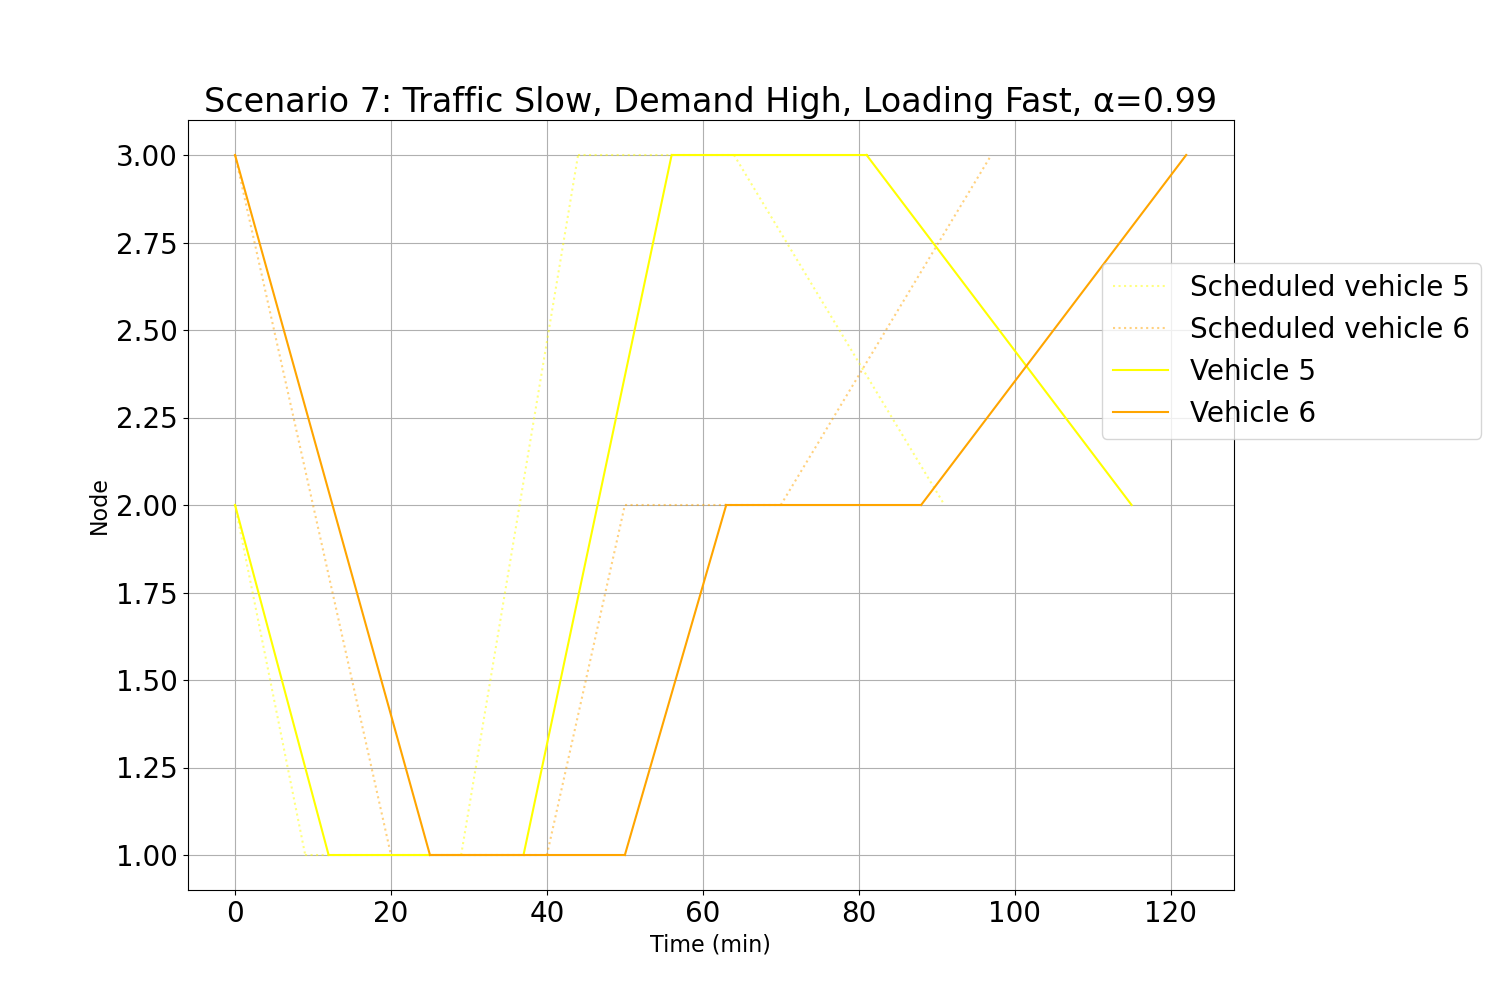 Scenario 7: Traffic Slow, Demand High, Loading Fast, α=0.99
3.00
2.75
2.50
2.25
2.00
1.75
1.50
1.25
1.00
Node
0 20 40 60 80 100 120
Time (min)
Scheduled vehicle 5
Scheduled vehicle 6
Vehicle 5
Vehicle 6